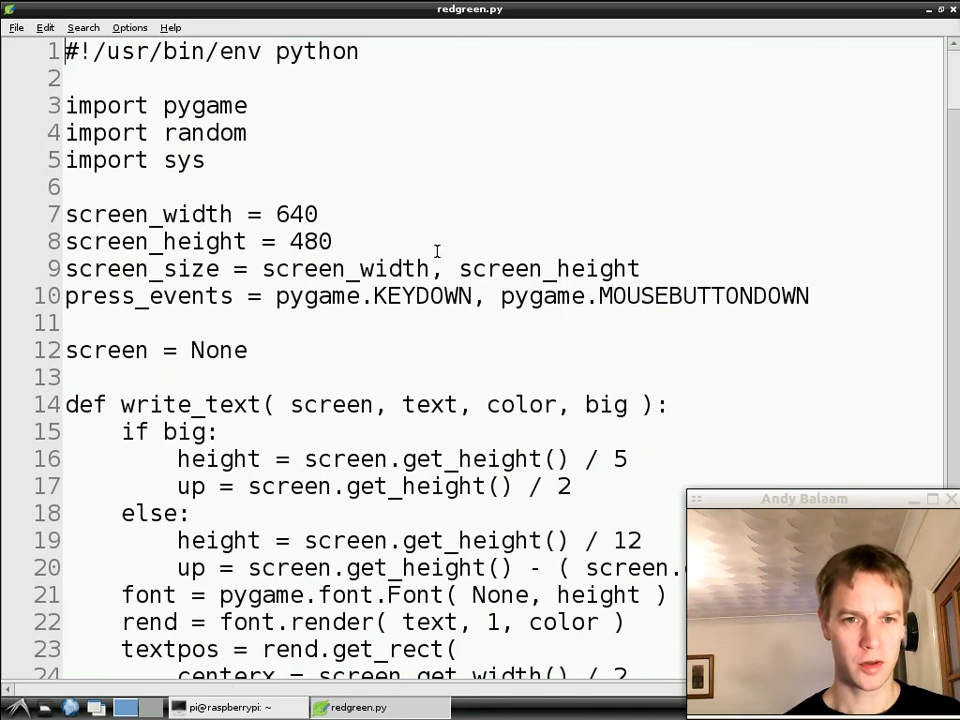 redgreen.py
File Edit Search Options Help
1 #!/usr/bin/env python
2
3 import pygame
4 import random
5 import sys
6
7 screen_width = 640
8 screen_height = 480
9 screen_size = screen_width, screen_height
10 press_events = pygame.KEYDOWN, pygame.MOUSEBUTTONDOWN
11
12 screen = None
13
14 def write_text( screen, text, color, big ):
15     if big:
16         height = screen.get_height() / 5
17         up = screen.get_height() / 2
18     else:
19         height = screen.get_height() / 12
20         up = screen.get_height() - ( screen.
21     font = pygame.font.Font( None, height )
22     rend = font.render( text, 1, color )
23     textpos = rend.get_rect(
24         centerx = screen.get_width() / 2
Andy Balaam
pi@raspberrypi: ~ redgreen.py